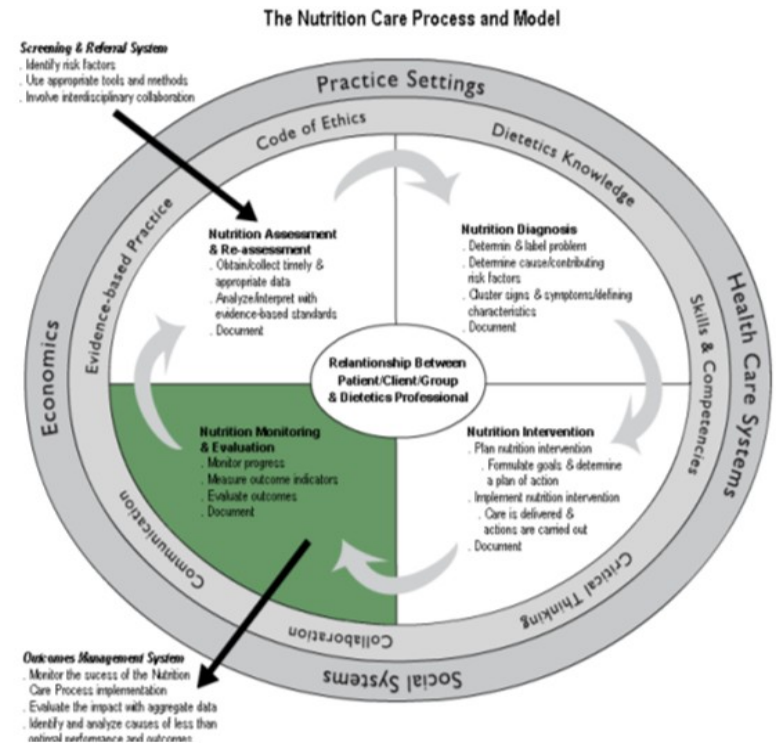 The Nutrition Care Process and Model
Screening & Referral System
. Identify risk factors
. Use appropriate tools and methods
. Involve interdisciplinary collaboration
Practice Settings
Code of Ethics
Dietetics Knowledge
Evidence-based Practice
Economics
Health Care Systems
Skills & Competencies
Nutrition Assessment
& Re-assessment
. Obtain/collect timely &
appropriate data
. Analyze/interpret with
evidence-based standards
. Document
Nutrition Diagnosis
. Determin & label problem
. Determine cause/contributing
risk factors
. Cluster signs & symptoms/defining
characteristics
. Document
Relantionship Between
Patient/Client/Group
& Dietetics Professional
Nutrition Monitoring
& Evaluation
. Monitor progress
. Measure outcome indicators
. Evaluate outcomes
. Document
Nutrition Intervention
. Plan nutrition intervention
. Formulate goals & determine
a plan of action
. Implement nutrition intervention
. Care is delivered &
actions are carried out
. Document
Communication
Critical Thinking
Collaboration
Social Systems
Outcomes Management System
. Monitor the sucess of the Nutrition
Care Process implementation
. Evaluate the impact with aggregate data
. Identify and analyze causes of less than
optimal performance and outcomes